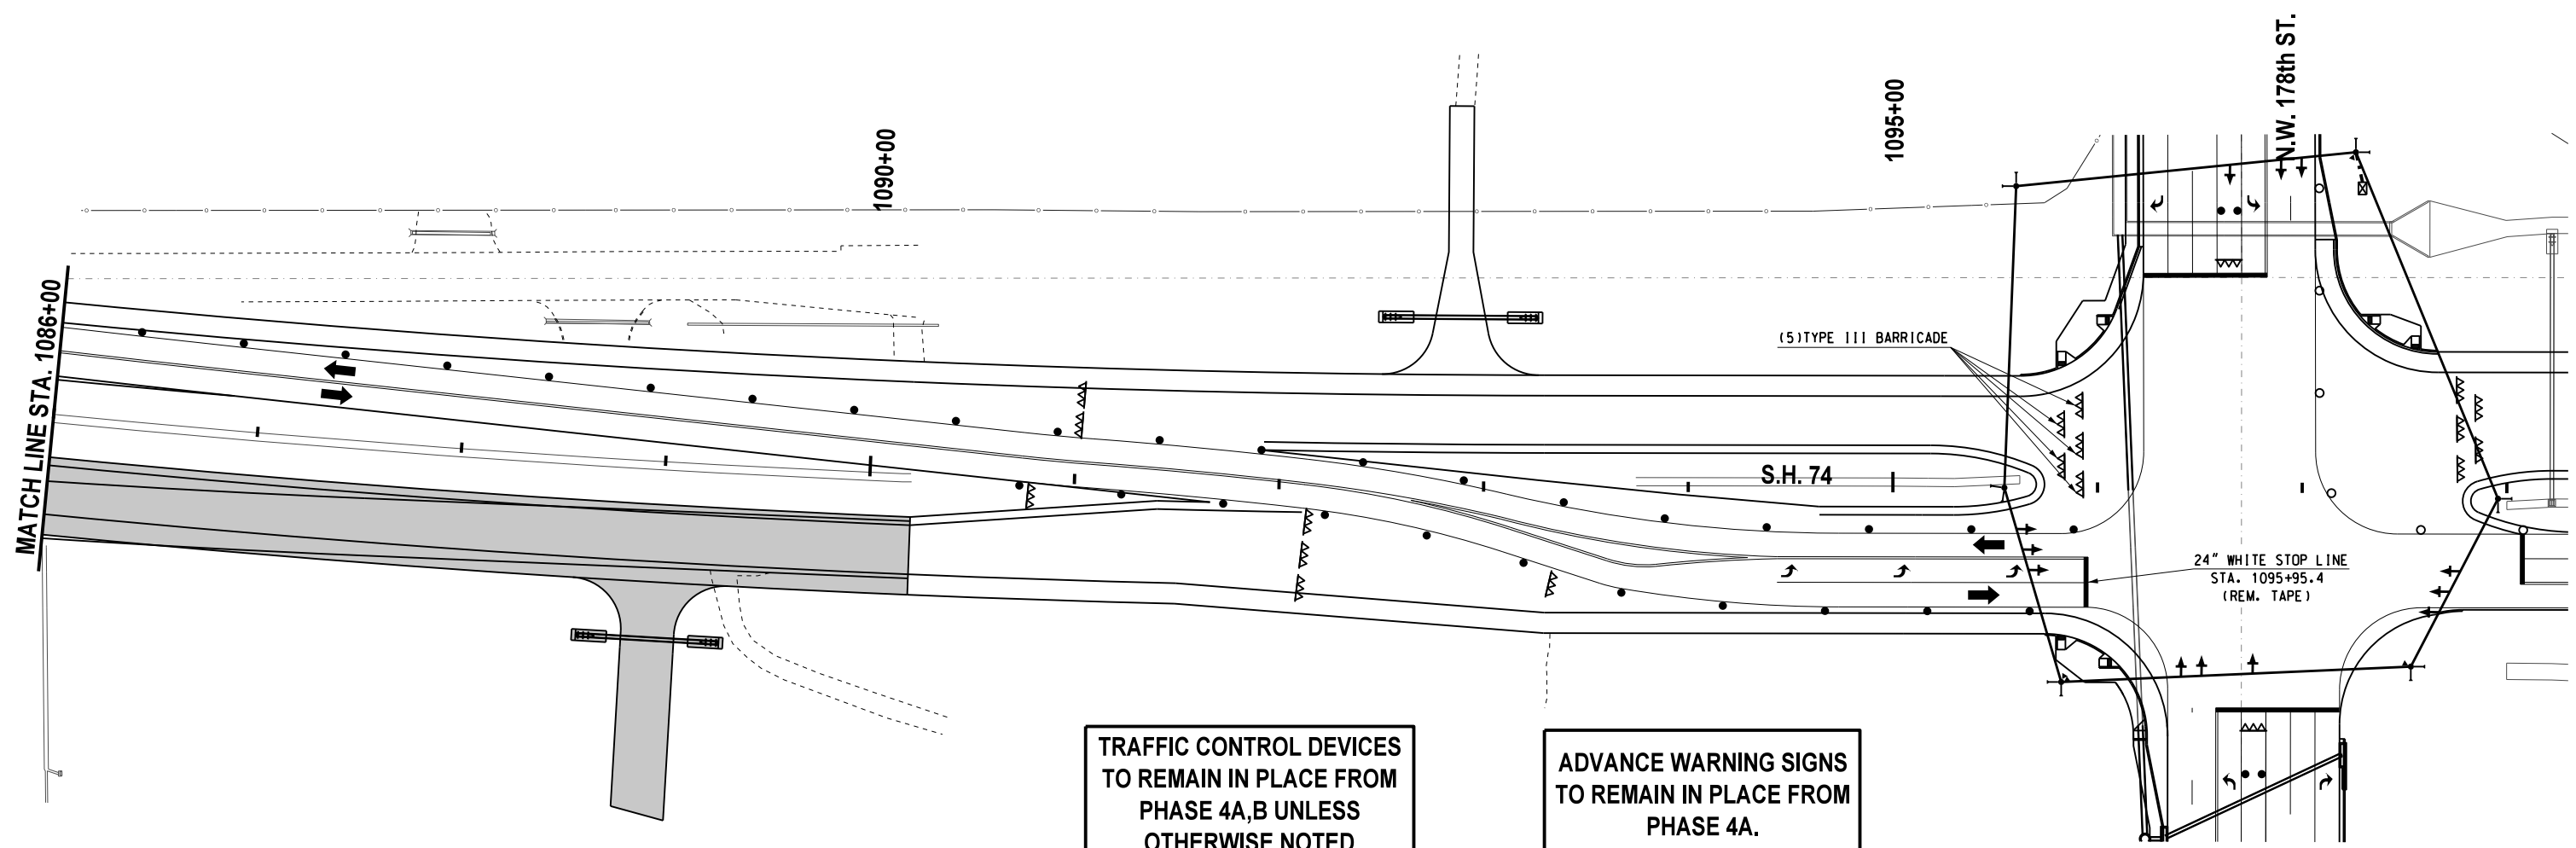 MATCH LINE STA. 1086+00
1090+00
1095+00
N.W. 178th ST.
(5)TYPE III BARRICADE
S.H. 74
24" WHITE STOP LINE
STA. 1095+95.4
(REM. TAPE)
TRAFFIC CONTROL DEVICES
TO REMAIN IN PLACE FROM
PHASE 4A,B UNLESS
OTHERWISE NOTED
ADVANCE WARNING SIGNS
TO REMAIN IN PLACE FROM
PHASE 4A.